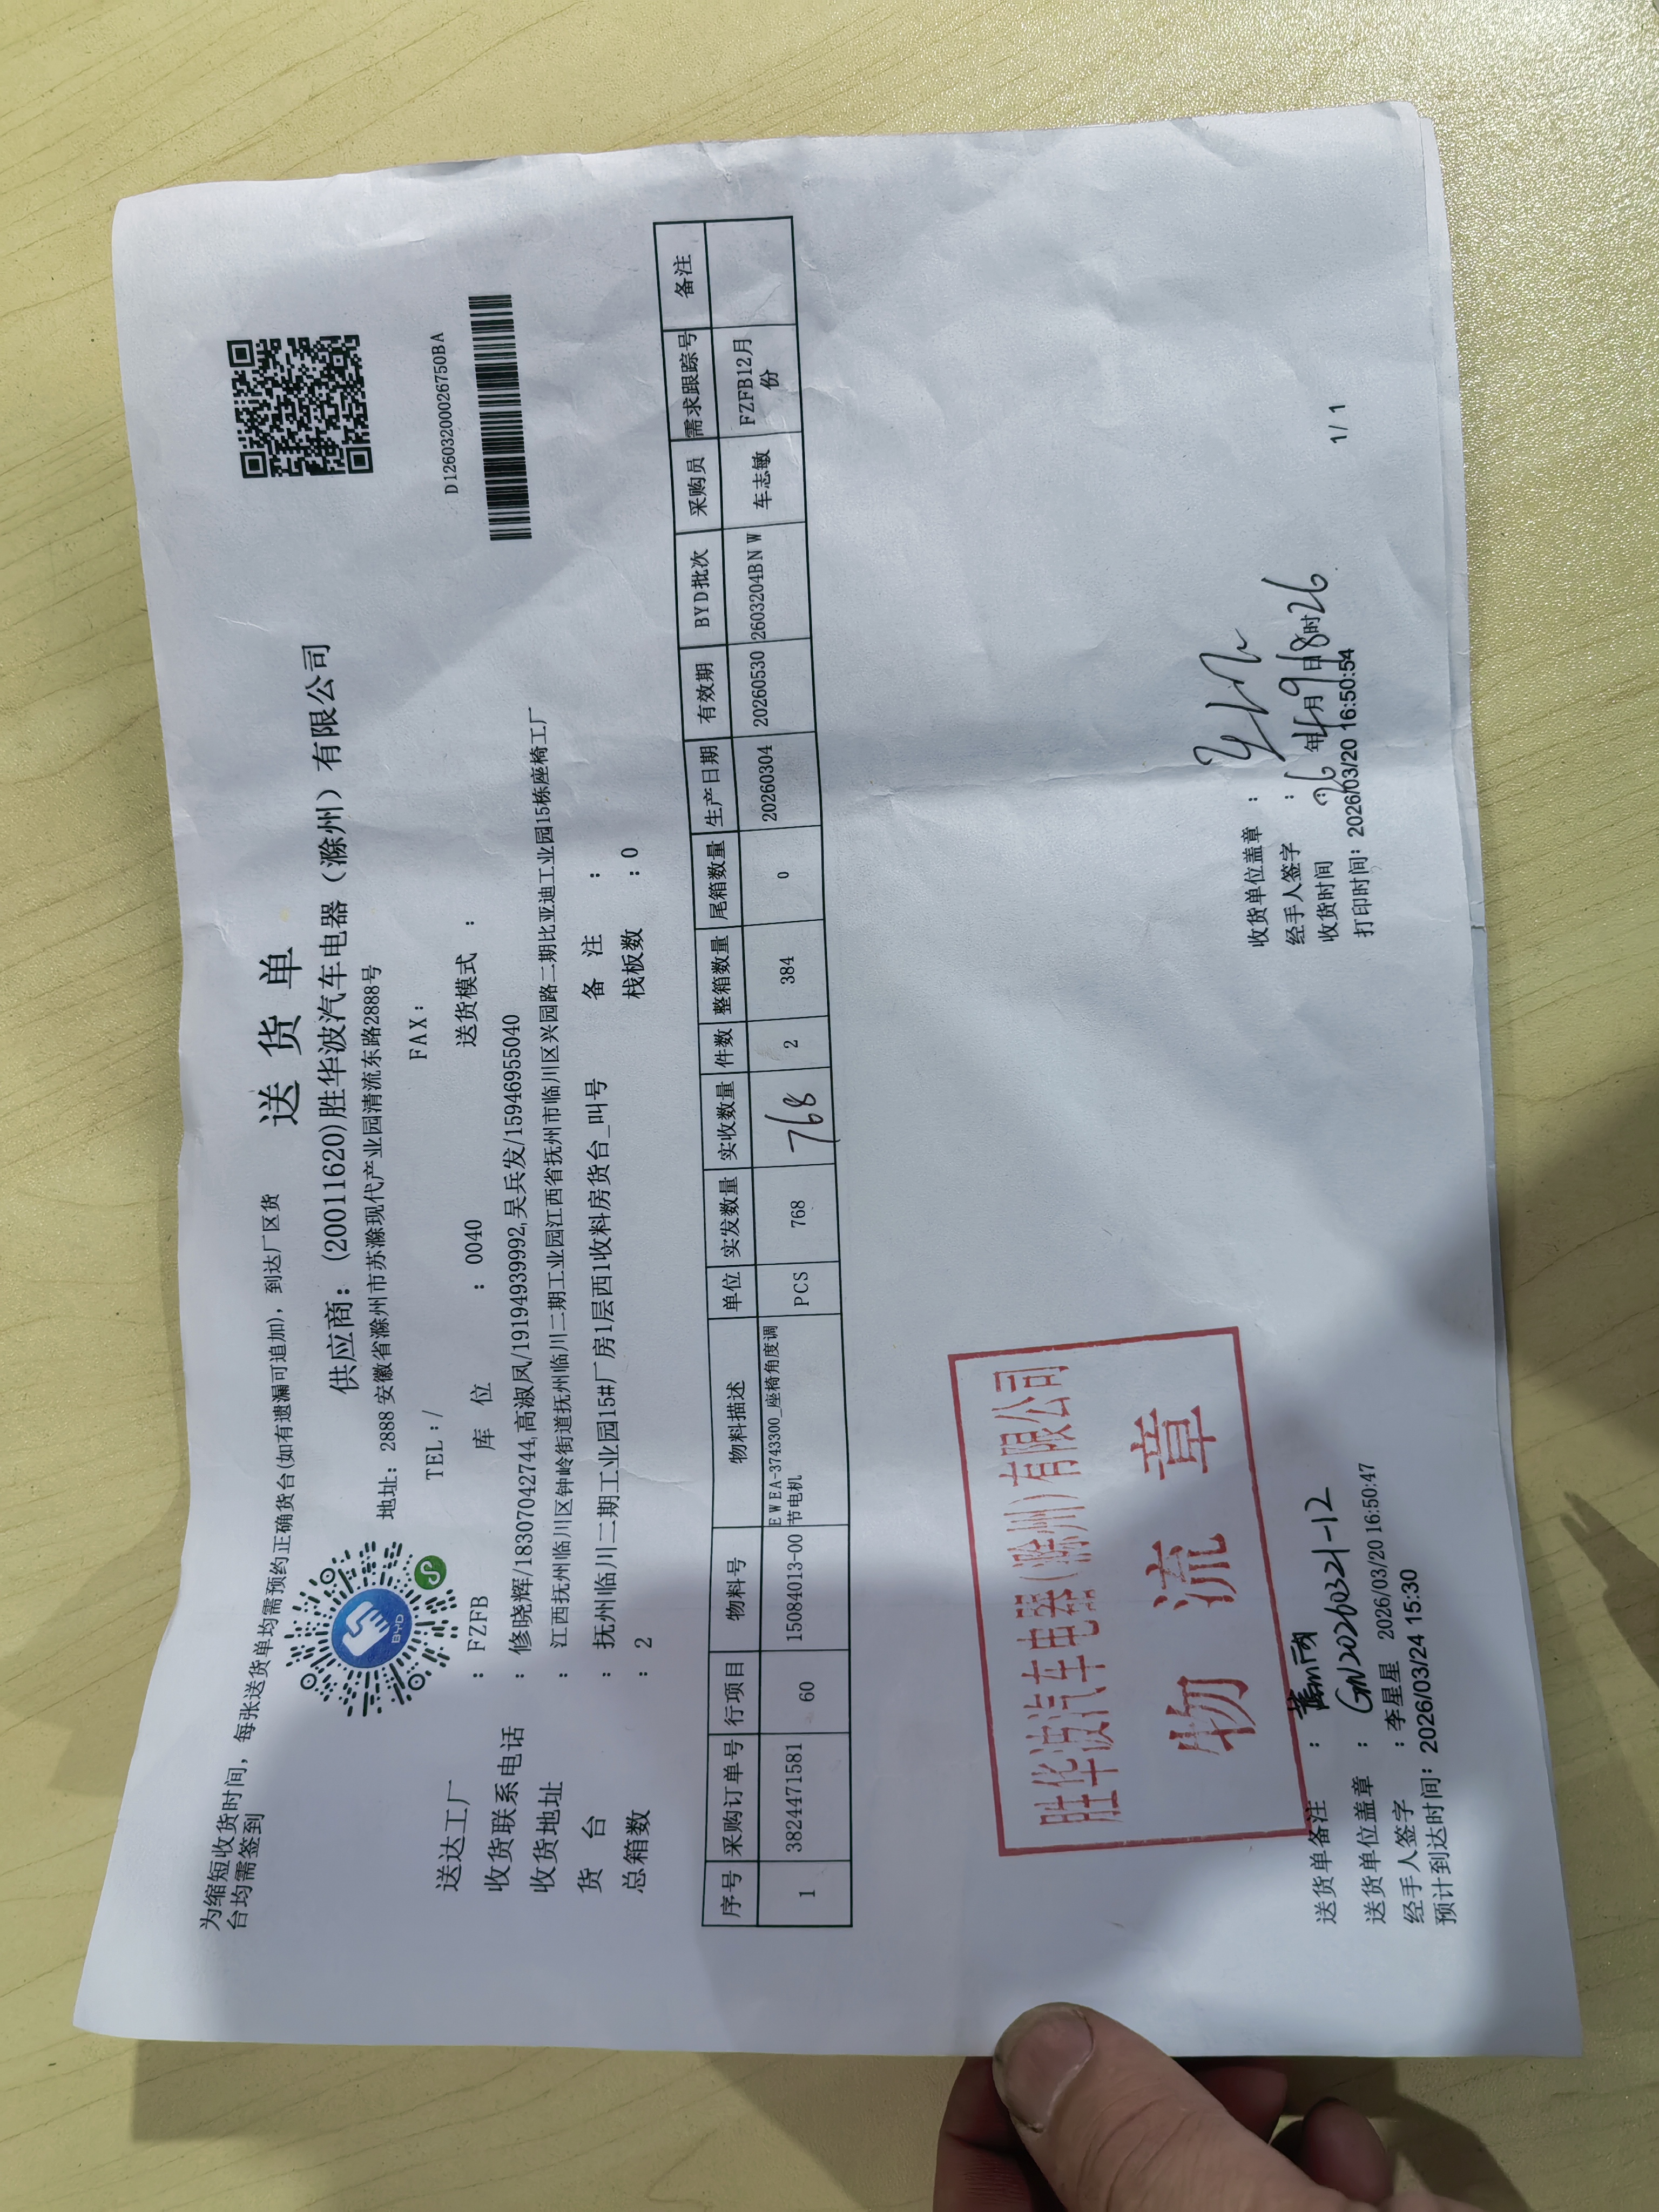 为缩短收货时间，每张送货单均需预约正确货台(如有遗漏可追加)，到达厂区货
台均需签到
送 货 单
供应商：(20011620)胜华波汽车电器（滁州）有限公司
地址：2888 安徽省滁州市苏滁现代产业园清流东路2888号
TEL：/ FAX：
D12603200026750BA
BYD
送达工厂 ：FZFB 库 位 ：0040 送货模式 ：
收货联系电话 ：修晓辉/18307042744,高淑凤/19194939992,吴兵发/15946955040
收货地址 ：江西抚州临川区钟岭街道抚州临川二期工业园江西省抚州市临川区兴园路二期比亚迪工业园15栋座椅工厂
货 台 ：抚州临川二期工业园15#厂房1层西1收料房货台_叫号 备 注 ：
总箱数 ：2 栈板数 ：0
序号 采购订单号 行项目 物料号 物料描述 单位 实发数量 实收数量 件数 整箱数量 尾箱数量 生产日期 有效期 BYD批次 采购员 需求跟踪号 备注
1 3824471581 60 15084013-00 EWEA-3743300_座椅角度调节电机 PCS 768 768 2 384 0 20260304 20260530 2603204BNW 车志敏 FZFB12月份
胜华波汽车电器(滁州)有限公司
物 流 章
送货单备注 ：
送货单位盖章 ：GW20260321-12
经手人签字 ：李星星 2026/03/20 16:50:47
预计到达时间：2026/03/24 15:30
收货单位盖章 ：
经手人签字 ：
收货时间 26年4月9日8时26
打印时间：2026/03/20 16:50:54
1/1